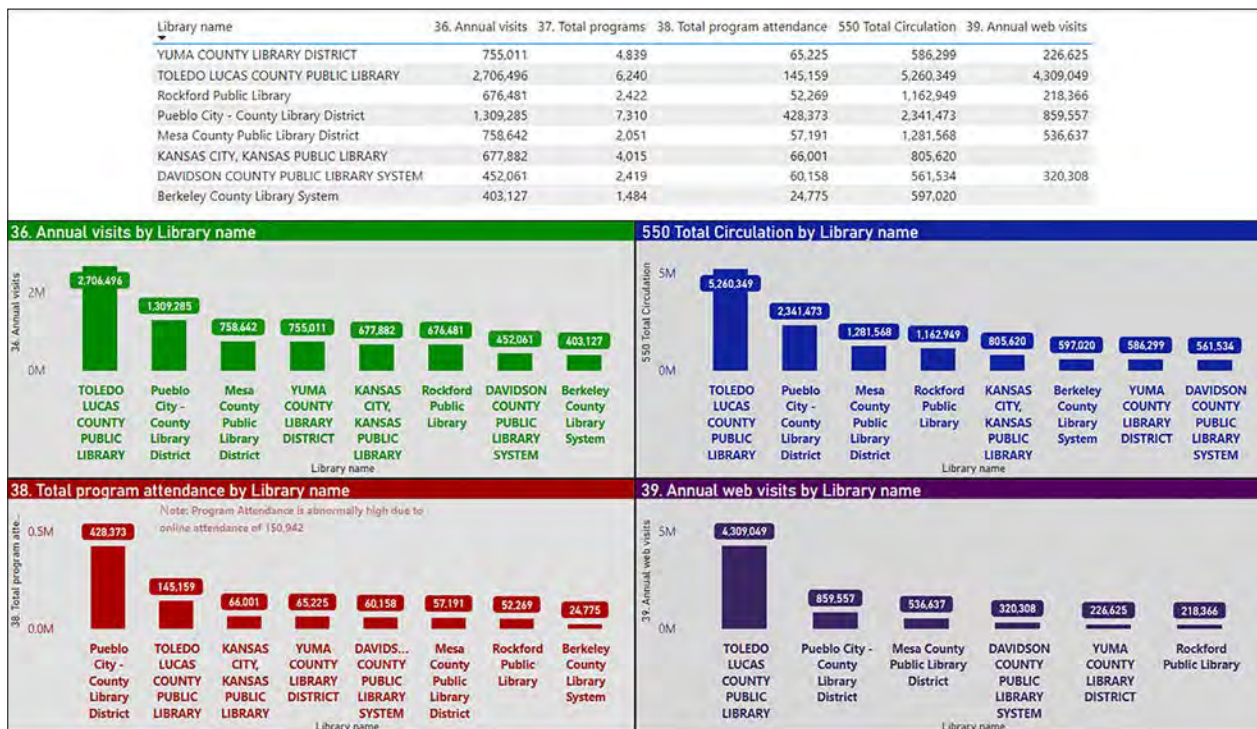 Library name 36. Annual visits 37. Total programs 38. Total program attendance 550 Total Circulation 39. Annual web visits
YUMA COUNTY LIBRARY DISTRICT 755,011 4,839 65,225 586,299 226,625
TOLEDO LUCAS COUNTY PUBLIC LIBRARY 2,706,496 6,240 145,159 5,260,349 4,309,049
Rockford Public Library 676,481 2,422 52,269 1,162,949 218,366
Pueblo City - County Library District 1,309,285 7,310 428,373 2,341,473 859,557
Mesa County Public Library District 758,642 2,051 57,191 1,281,568 536,637
KANSAS CITY, KANSAS PUBLIC LIBRARY 677,882 4,015 66,001 805,620
DAVIDSON COUNTY PUBLIC LIBRARY SYSTEM 452,061 2,419 60,158 561,534 320,308
Berkeley County Library System 403,127 1,484 24,775 597,020
36. Annual visits by Library name
36. Annual visits
2M
0M
2,706,496 1,309,285 758,642 755,011 677,882 676,481 452,061 403,127
TOLEDO Pueblo Mesa YUMA KANSAS Rockford DAVIDSON Berkeley
LUCAS City - County COUNTY CITY, Public COUNTY County
COUNTY County Public LIBRARY KANSAS Library PUBLIC Library
PUBLIC Library Library DISTRICT PUBLIC LIBRARY System
LIBRARY District District LIBRARY SYSTEM
Library name
550 Total Circulation by Library name
550 Total Circulation
5M
0M
5,260,349 2,341,473 1,281,568 1,162,949 805,620 597,020 586,299 561,534
TOLEDO Pueblo Mesa Rockford KANSAS Berkeley YUMA DAVIDSON
LUCAS City - County Public CITY, County COUNTY COUNTY
COUNTY County Public Library KANSAS Library LIBRARY PUBLIC
PUBLIC Library Library PUBLIC System DISTRICT LIBRARY
LIBRARY District District LIBRARY SYSTEM
Library name
38. Total program attendance by Library name
Note: Program Attendance is abnormally high due to
online attendance of 150,942
38. Total program atte...
0.5M
0.0M
428,373 145,159 66,001 65,225 60,158 57,191 52,269 24,775
Pueblo TOLEDO KANSAS YUMA DAVIDS... Mesa Rockford Berkeley
City - LUCAS CITY, COUNTY COUNTY County Public County
County COUNTY KANSAS LIBRARY PUBLIC Public Library Library
Library PUBLIC PUBLIC DISTRICT LIBRARY Library System
District LIBRARY LIBRARY SYSTEM District
Library name
39. Annual web visits by Library name
39. Annual web visits
5M
0M
4,309,049 859,557 536,637 320,308 226,625 218,366
TOLEDO Pueblo City - Mesa County DAVIDSON YUMA Rockford
LUCAS County Public Library COUNTY COUNTY Public Library
COUNTY Library District PUBLIC LIBRARY
PUBLIC District LIBRARY DISTRICT
LIBRARY SYSTEM
Library name